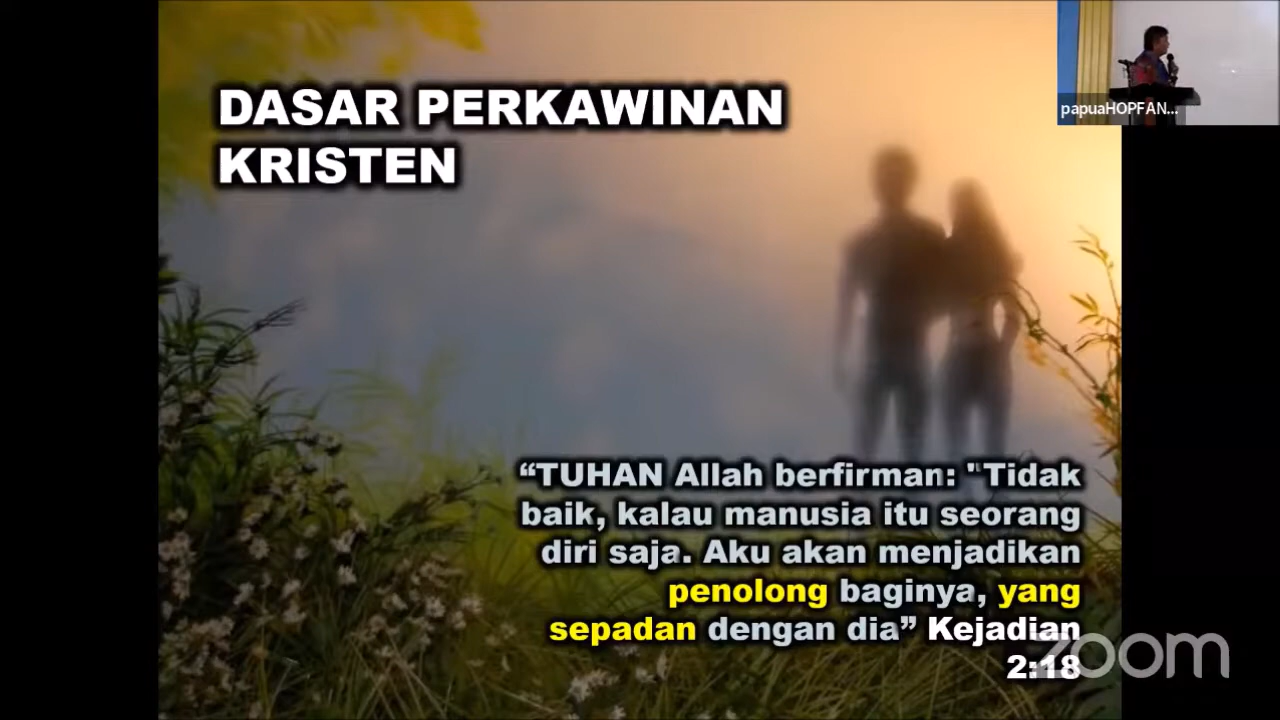 DASAR PERKAWINAN
KRISTEN
papuaHOPFAN...
“TUHAN Allah berfirman: "Tidak
baik, kalau manusia itu seorang
diri saja. Aku akan menjadikan
penolong baginya, yang
sepadan dengan dia” Kejadian
2:18
zoom